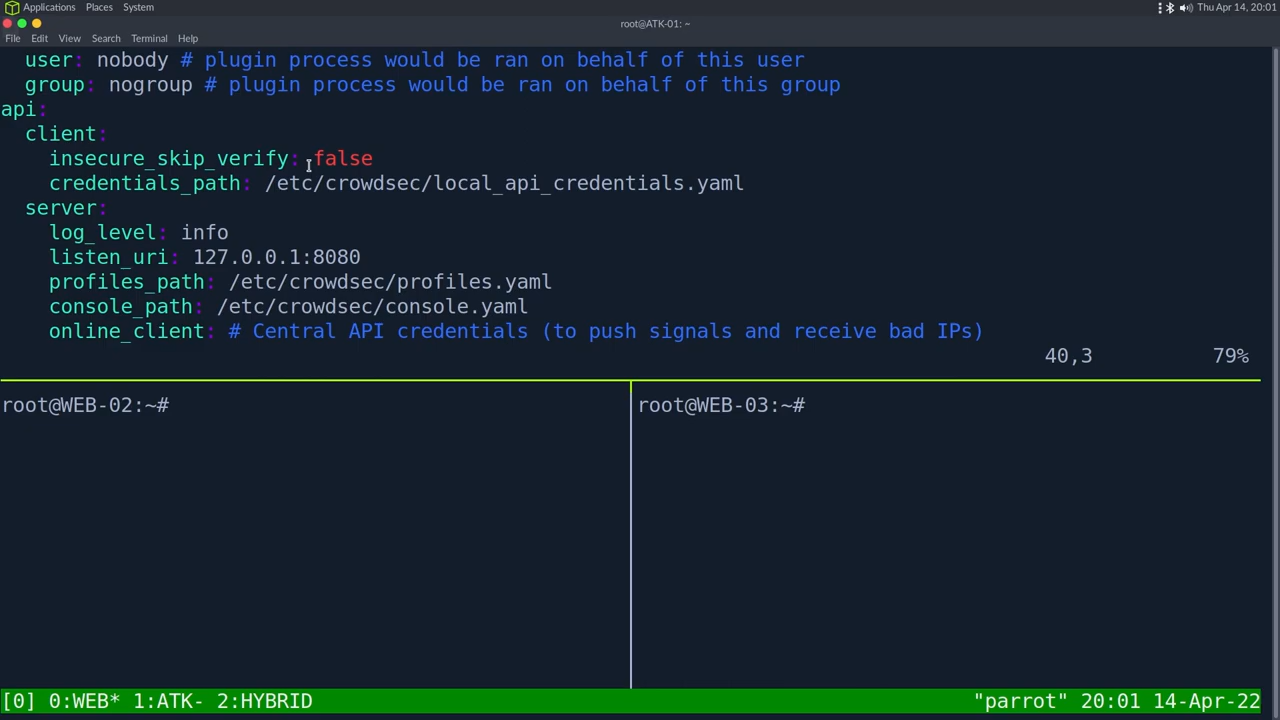 Applications Places System
Thu Apr 14, 20:01
root@ATK-01: ~
File Edit View Search Terminal Help
user: nobody # plugin process would be ran on behalf of this user
group: nogroup # plugin process would be ran on behalf of this group
api:
client:
insecure_skip_verify: false
credentials_path: /etc/crowdsec/local_api_credentials.yaml
server:
log_level: info
listen_uri: 127.0.0.1:8080
profiles_path: /etc/crowdsec/profiles.yaml
console_path: /etc/crowdsec/console.yaml
online_client: # Central API credentials (to push signals and receive bad IPs)
40,3 79%
root@WEB-02:~#
root@WEB-03:~#
[0] 0:WEB* 1:ATK- 2:HYBRID "parrot" 20:01 14-Apr-22